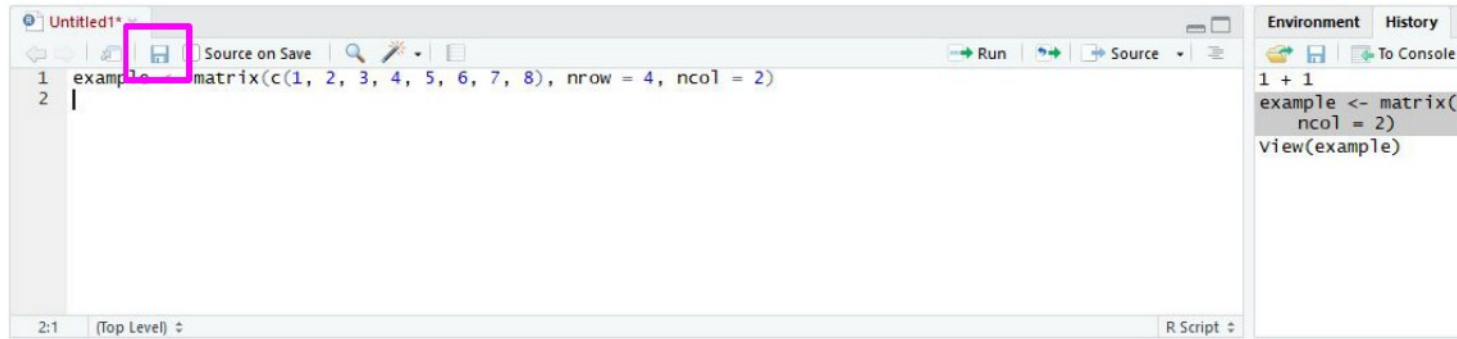 Untitled1*
Source on Save
Run
Source
1 example <- matrix(c(1, 2, 3, 4, 5, 6, 7, 8), nrow = 4, ncol = 2)
2
2:1 (Top Level) R Script
Environment History
To Console
1 + 1
example <- matrix(
ncol = 2)
View(example)